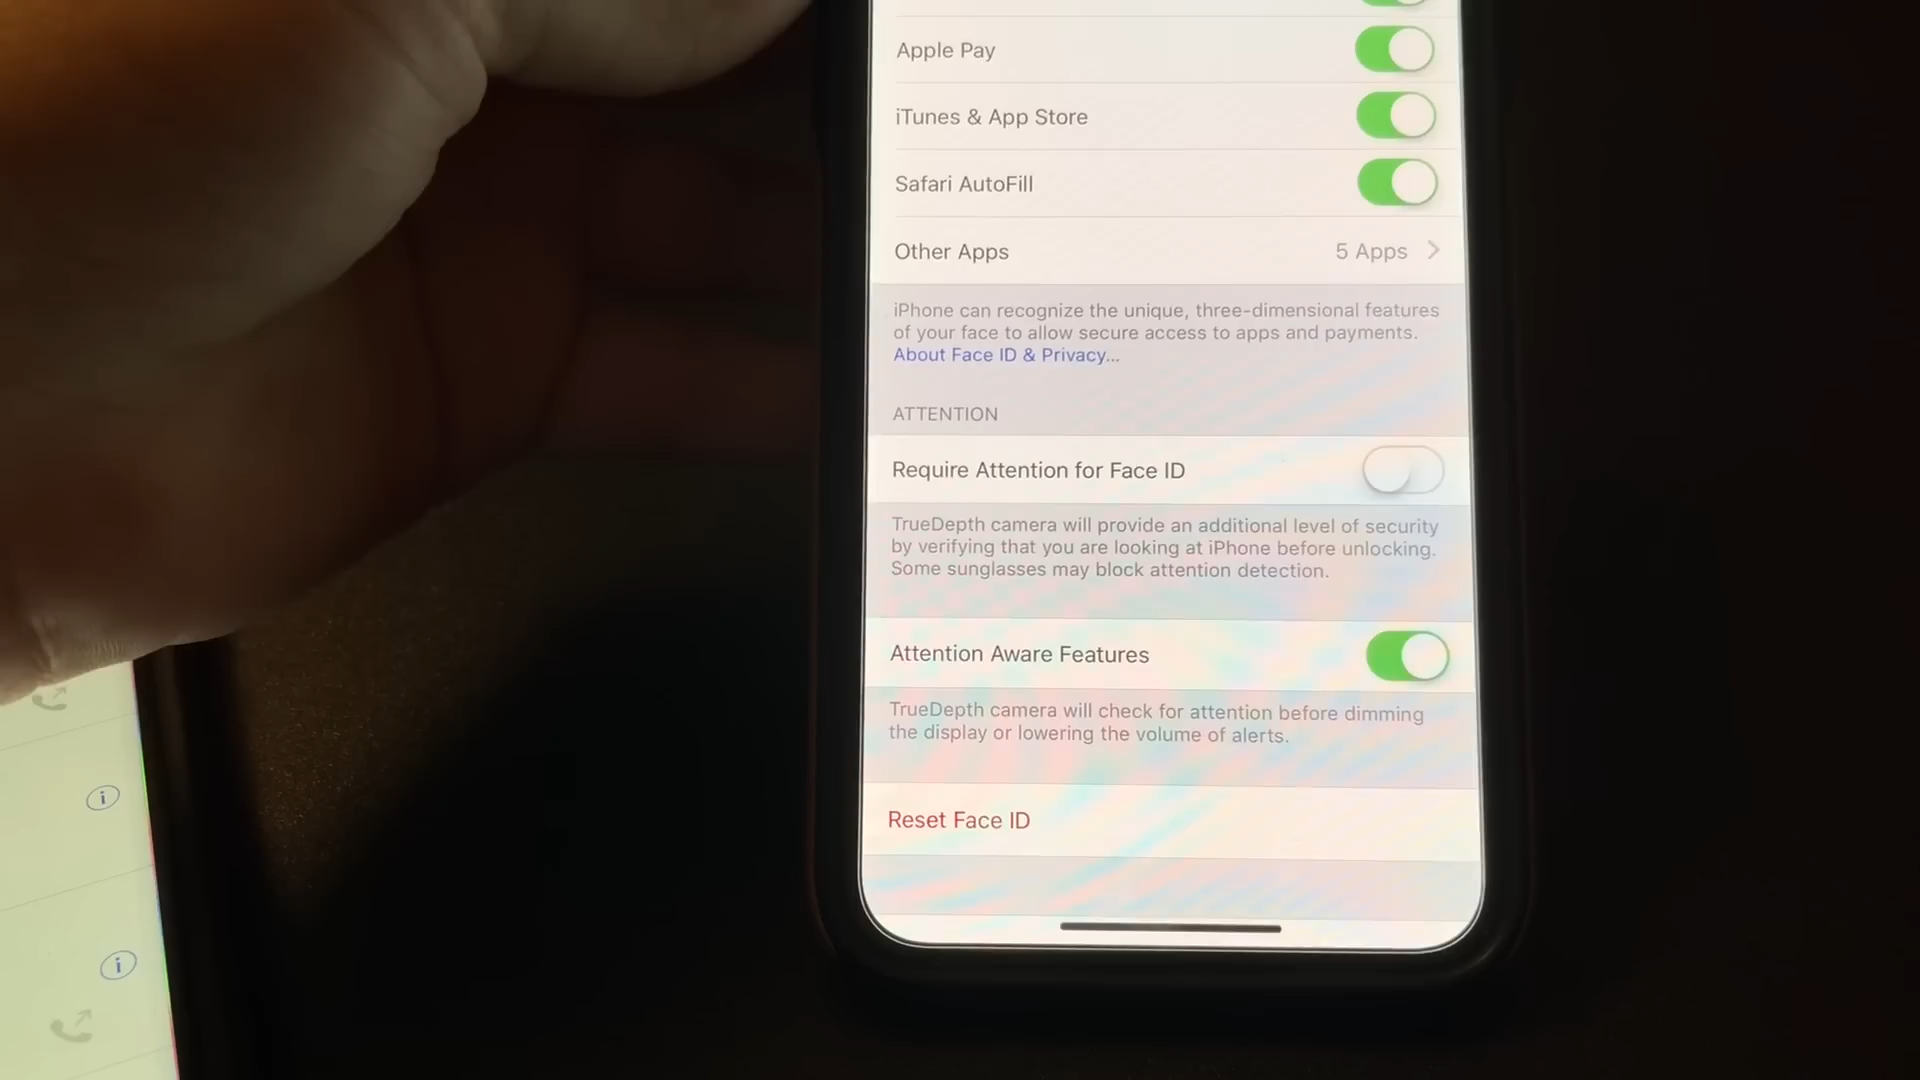 Apple Pay
iTunes & App Store
Safari AutoFill
Other Apps 5 Apps
iPhone can recognize the unique, three-dimensional features
of your face to allow secure access to apps and payments.
About Face ID & Privacy...
ATTENTION
Require Attention for Face ID
TrueDepth camera will provide an additional level of security
by verifying that you are looking at iPhone before unlocking.
Some sunglasses may block attention detection.
Attention Aware Features
TrueDepth camera will check for attention before dimming
the display or lowering the volume of alerts.
Reset Face ID